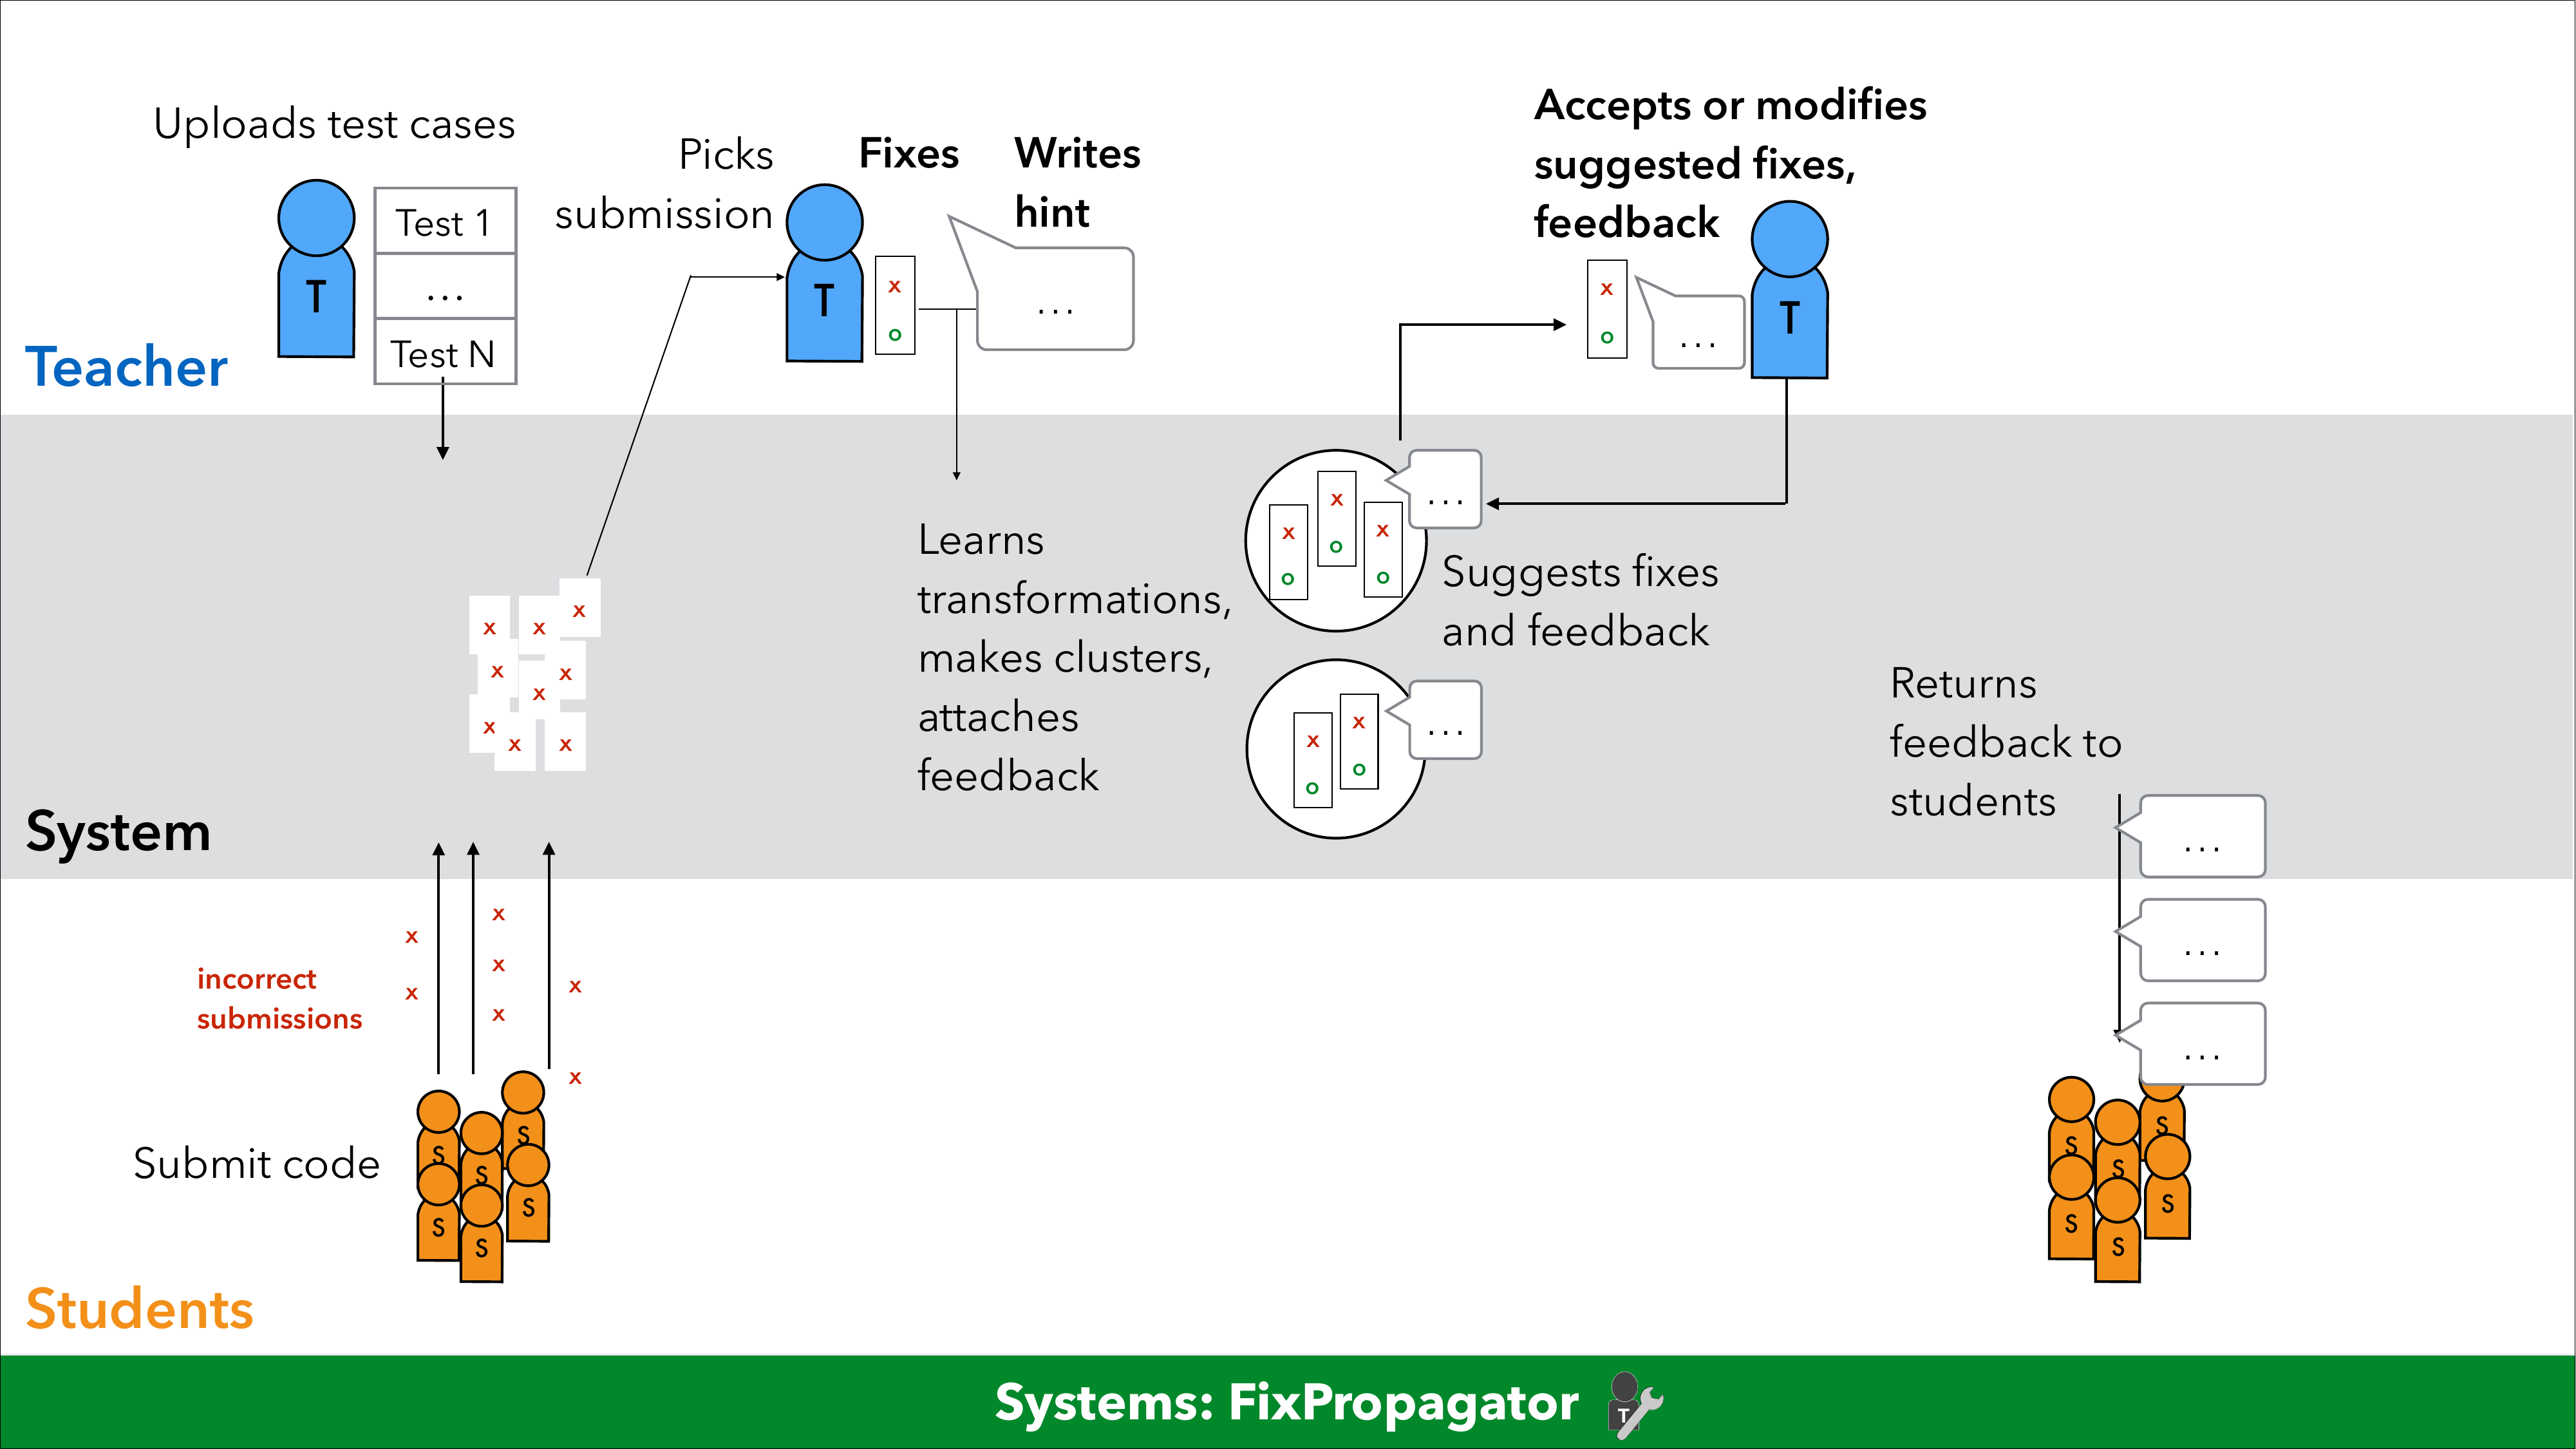 Uploads test cases
T
Test 1
...
Test N
Picks
submission
T
Fixes
x
o
Writes
hint
...
Accepts or modifies
suggested fixes,
feedback
x
o
...
T
Teacher
x
x
x
x
x
x
x
x
x
Learns
transformations,
makes clusters,
attaches
feedback
x
o
x
o
x
o
...
Suggests fixes
and feedback
x
o
x
o
...
Returns
feedback to
students
...
...
...
System
incorrect
submissions
x
x
x
x
x
x
x
Submit code
S
S
S
S
S
S
S
S
S
S
S
S
Students
Systems: FixPropagator
T